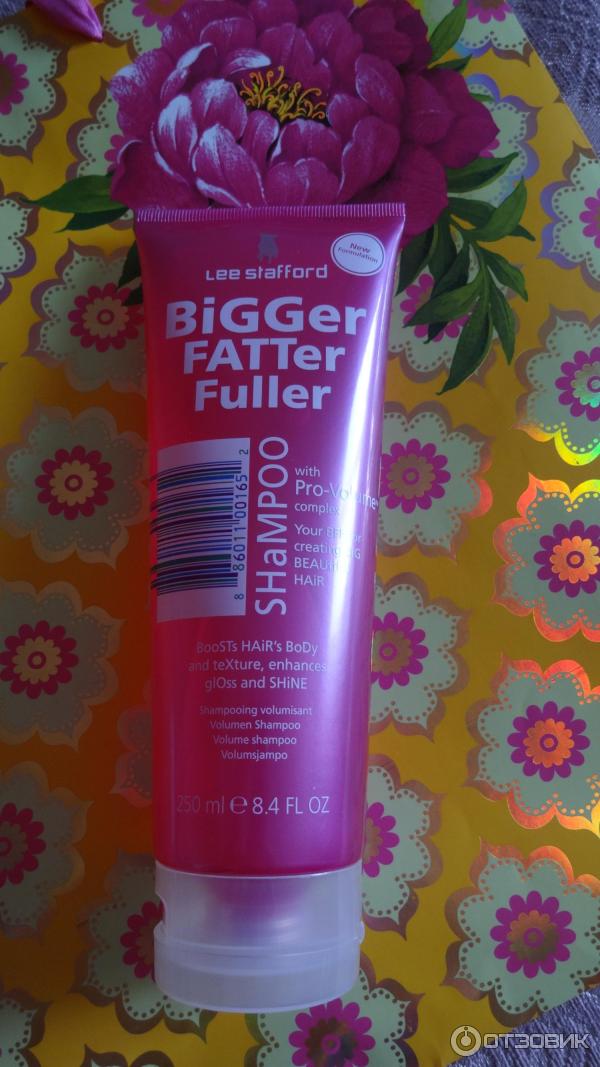 New
Formulation
Lee Stafford
BiGGer
FATTer
Fuller
SHaMPOO
with
Pro-Volume
complex
Your
creating
HAiR
8 86011 00165 2
BooSTs HAiR's BoDy
and teXture, enhances
glOss and SHiNE
Shampooing volumisant
Volumen Shampoo
Volume shampoo
Volumsjampo
250 ml e 8.4 FL OZ
ОТЗОВИК